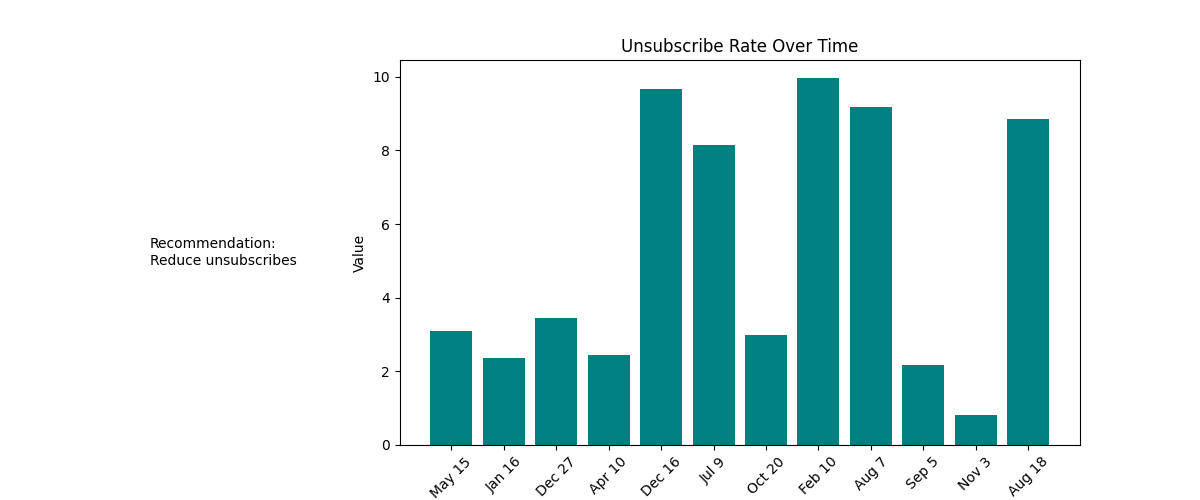 Unsubscribe Rate Over Time
10
8
6
4
2
0
Value
Recommendation:
Reduce unsubscribes
May 15
Jan 16
Dec 27
Apr 10
Dec 16
Jul 9
Oct 20
Feb 10
Aug 7
Sep 5
Nov 3
Aug 18